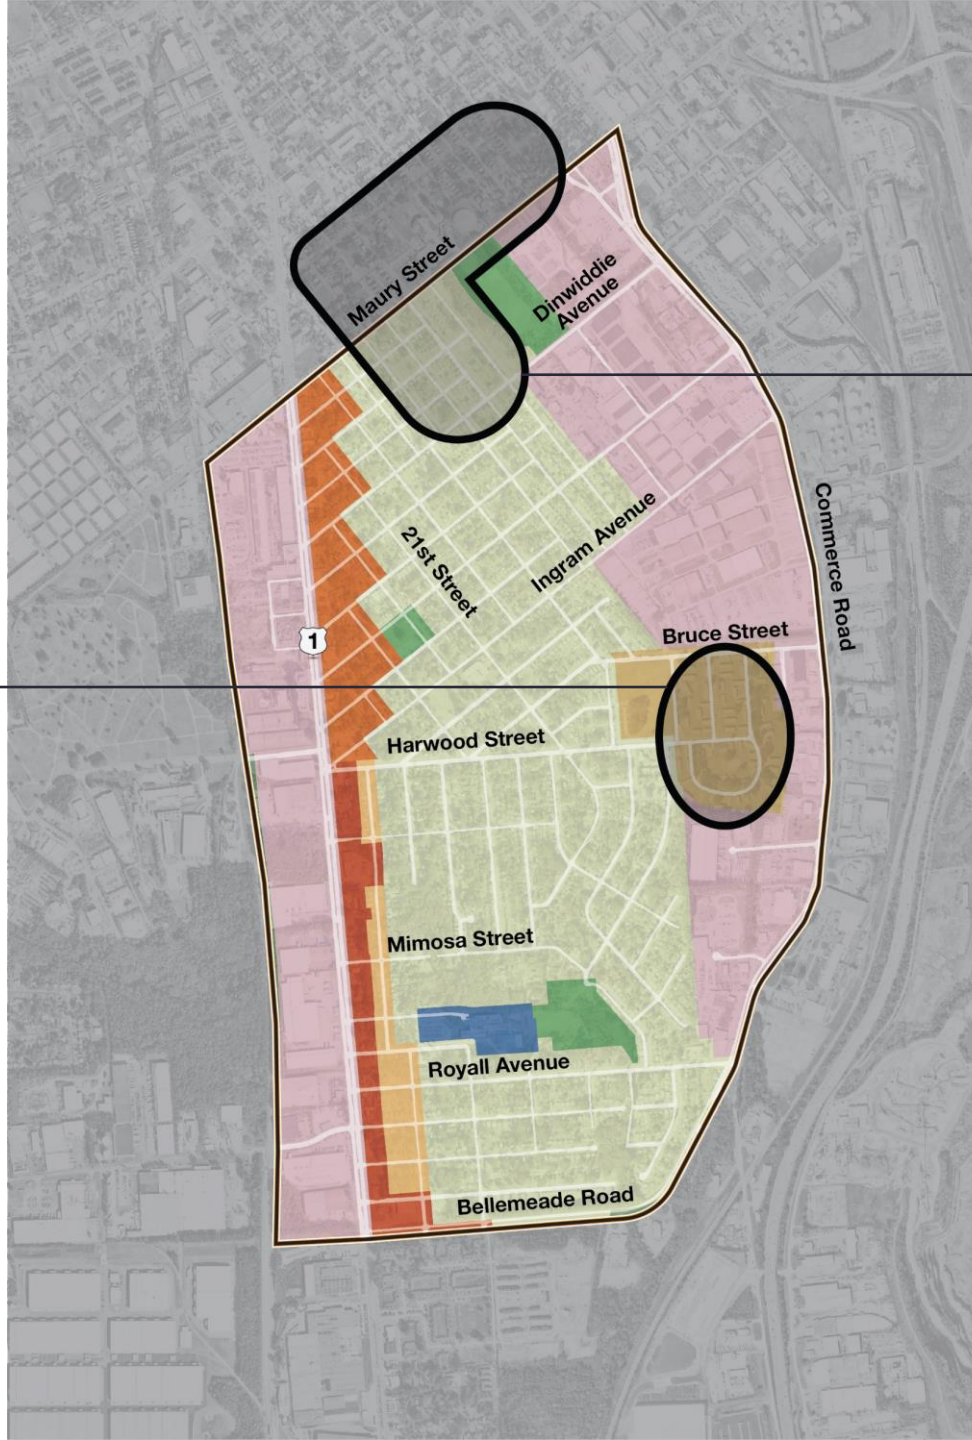 Maury Street
Dinwiddie
Avenue
21st Street
Ingram Avenue
Commerce Road
Bruce Street
1
Harwood Street
Mimosa Street
Royall Avenue
Bellemeade Road